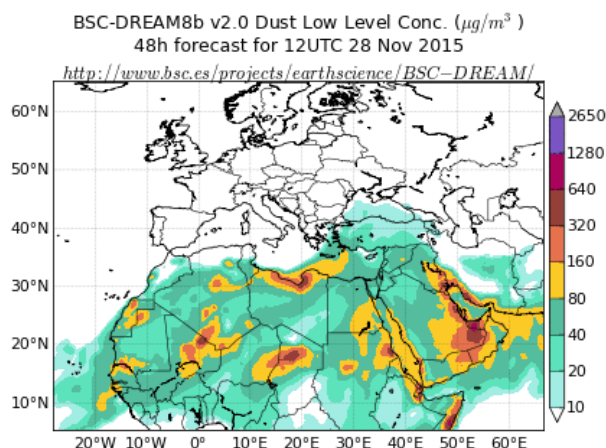 BSC-DREAM8b v2.0 Dust Low Level Conc. (μg/m³ )
48h forecast for 12UTC 28 Nov 2015
http://www.bsc.es/projects/earthscience/BSC−DREAM/
60°N
50°N
40°N
30°N
20°N
10°N
20°W 10°W 0° 10°E 20°E 30°E 40°E 50°E 60°E
2650
1280
640
320
160
80
40
20
10